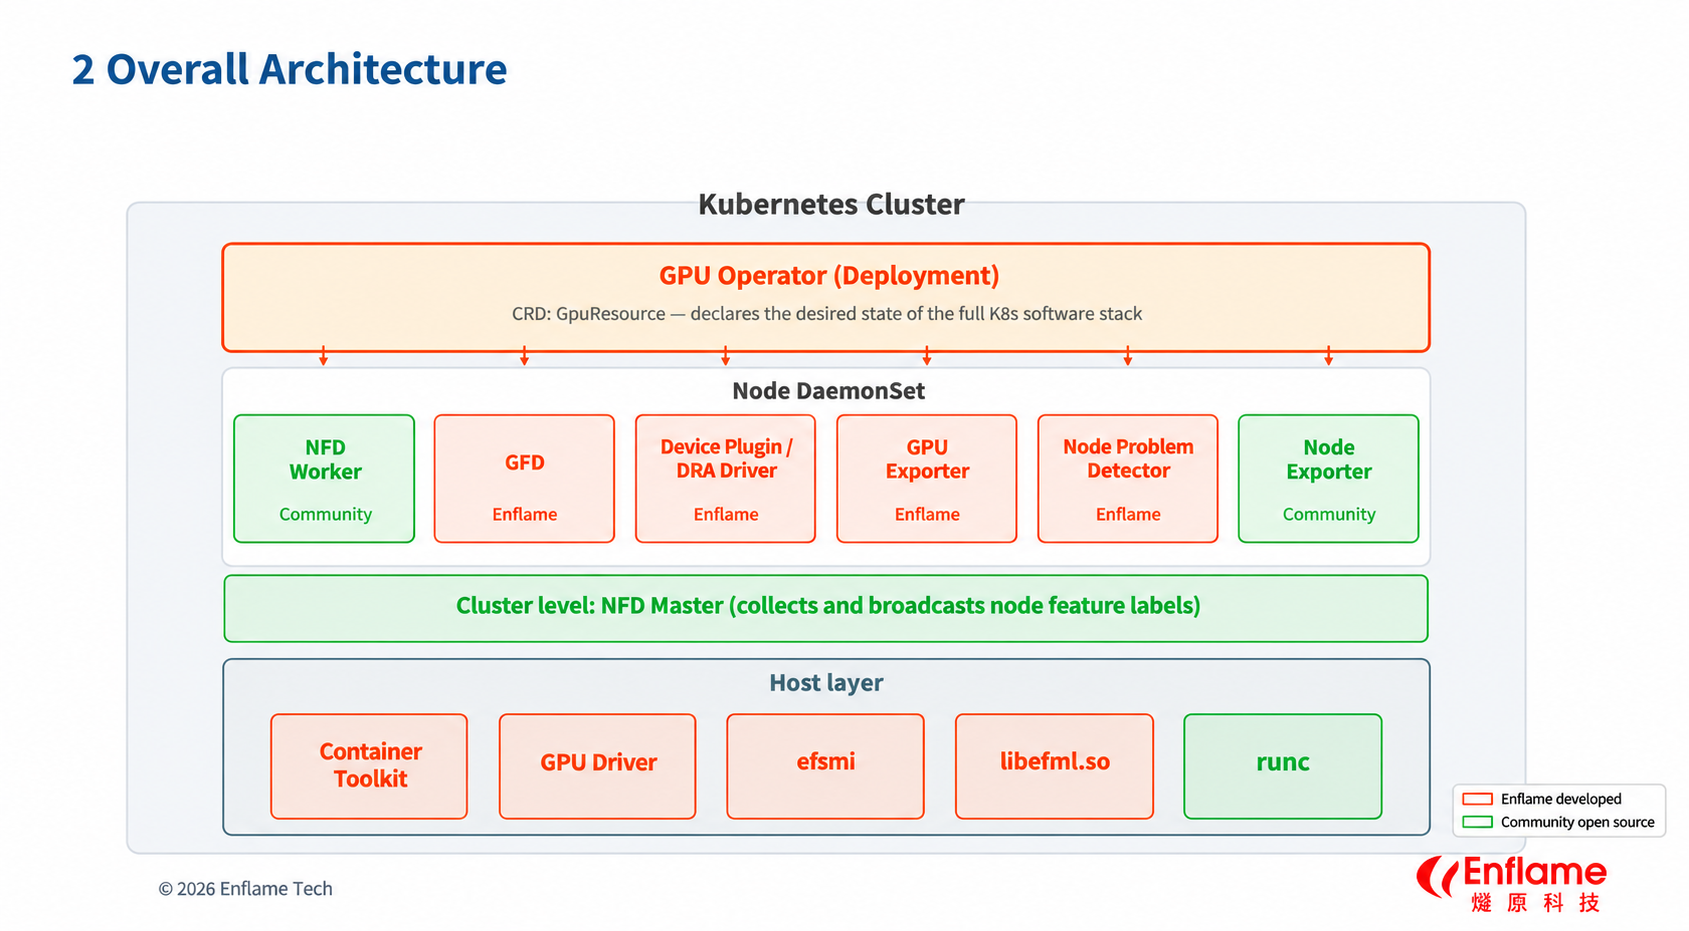 2 Overall Architecture
Kubernetes Cluster
GPU Operator (Deployment)
CRD: GpuResource — declares the desired state of the full K8s software stack
Node DaemonSet
NFD
Worker
Community
GFD
Enflame
Device Plugin /
DRA Driver
Enflame
GPU
Exporter
Enflame
Node Problem
Detector
Enflame
Node
Exporter
Community
Cluster level: NFD Master (collects and broadcasts node feature labels)
Host layer
Container
Toolkit
GPU Driver
efsmi
libefml.so
runc
Enflame developed
Community open source
© 2026 Enflame Tech
Enflame
燧原科技